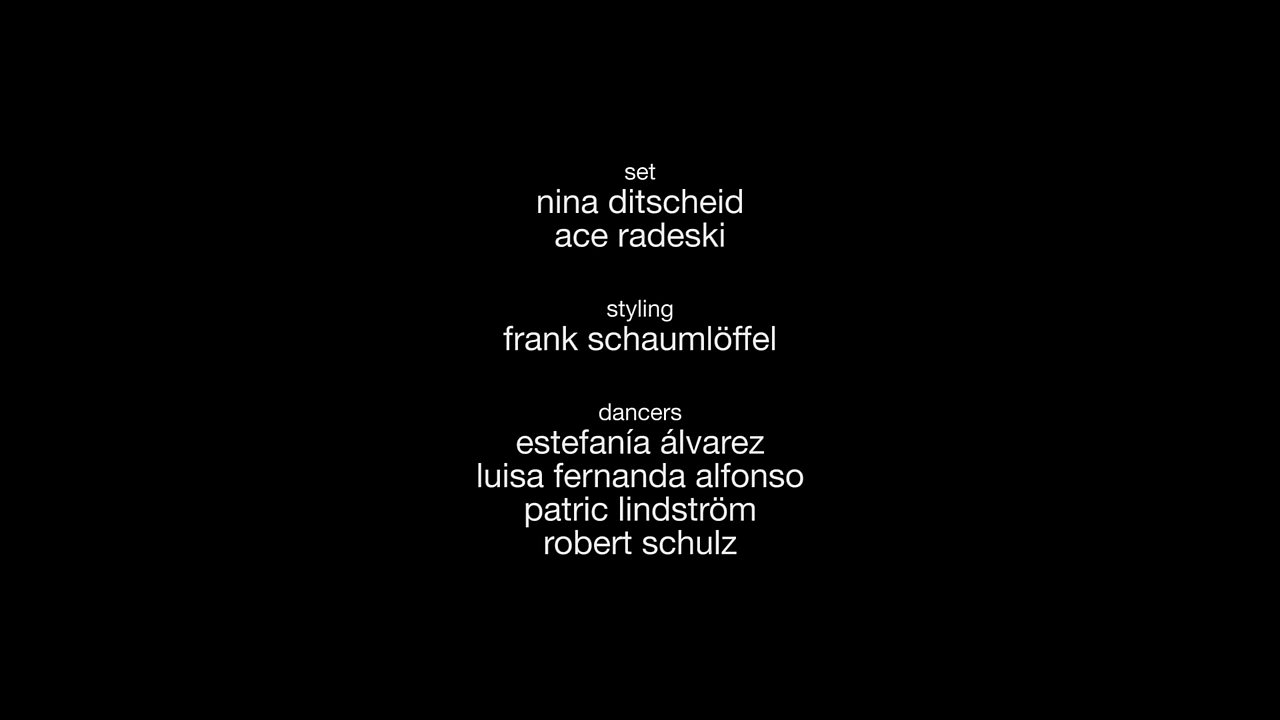 set
nina ditscheid
ace radeski
styling
frank schaumlöffel
dancers
estefanía álvarez
luisa fernanda alfonso
patric lindström
robert schulz